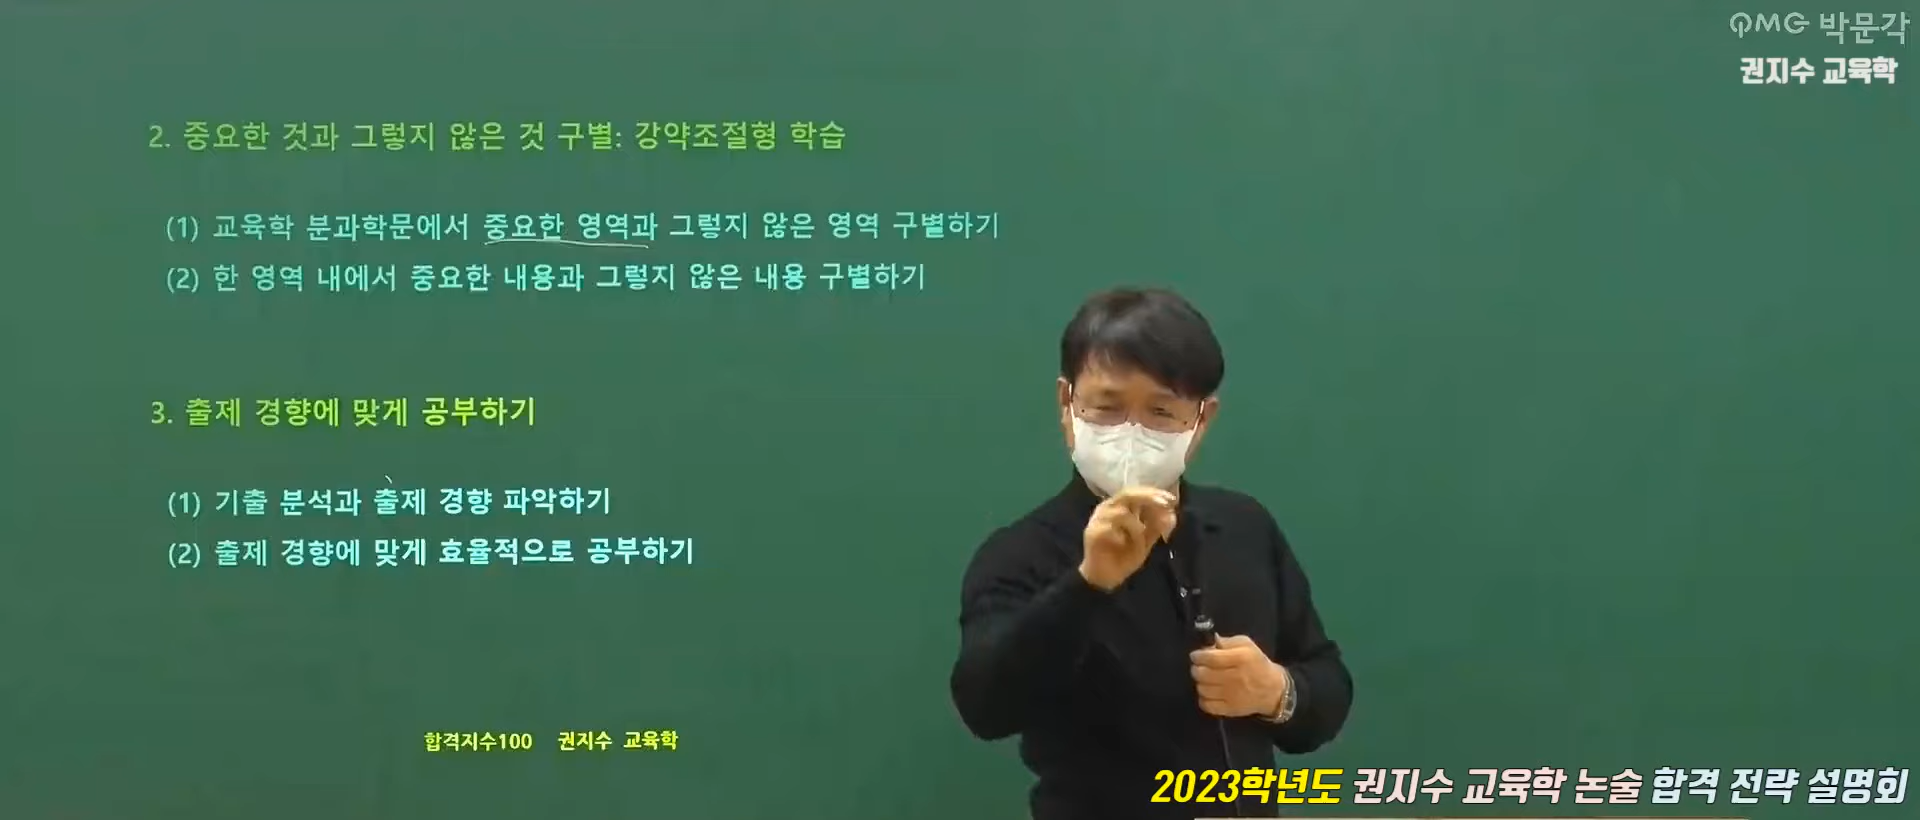 PMG 박문각
권지수 교육학
2. 중요한 것과 그렇지 않은 것 구별: 강약조절형 학습
(1) 교육학 분과학문에서 중요한 영역과 그렇지 않은 영역 구별하기
(2) 한 영역 내에서 중요한 내용과 그렇지 않은 내용 구별하기
3. 출제 경향에 맞게 공부하기
(1) 기출 분석과 출제 경향 파악하기
(2) 출제 경향에 맞게 효율적으로 공부하기
합격지수100 권지수 교육학
2023학년도 권지수 교육학 논술 합격 전략 설명회